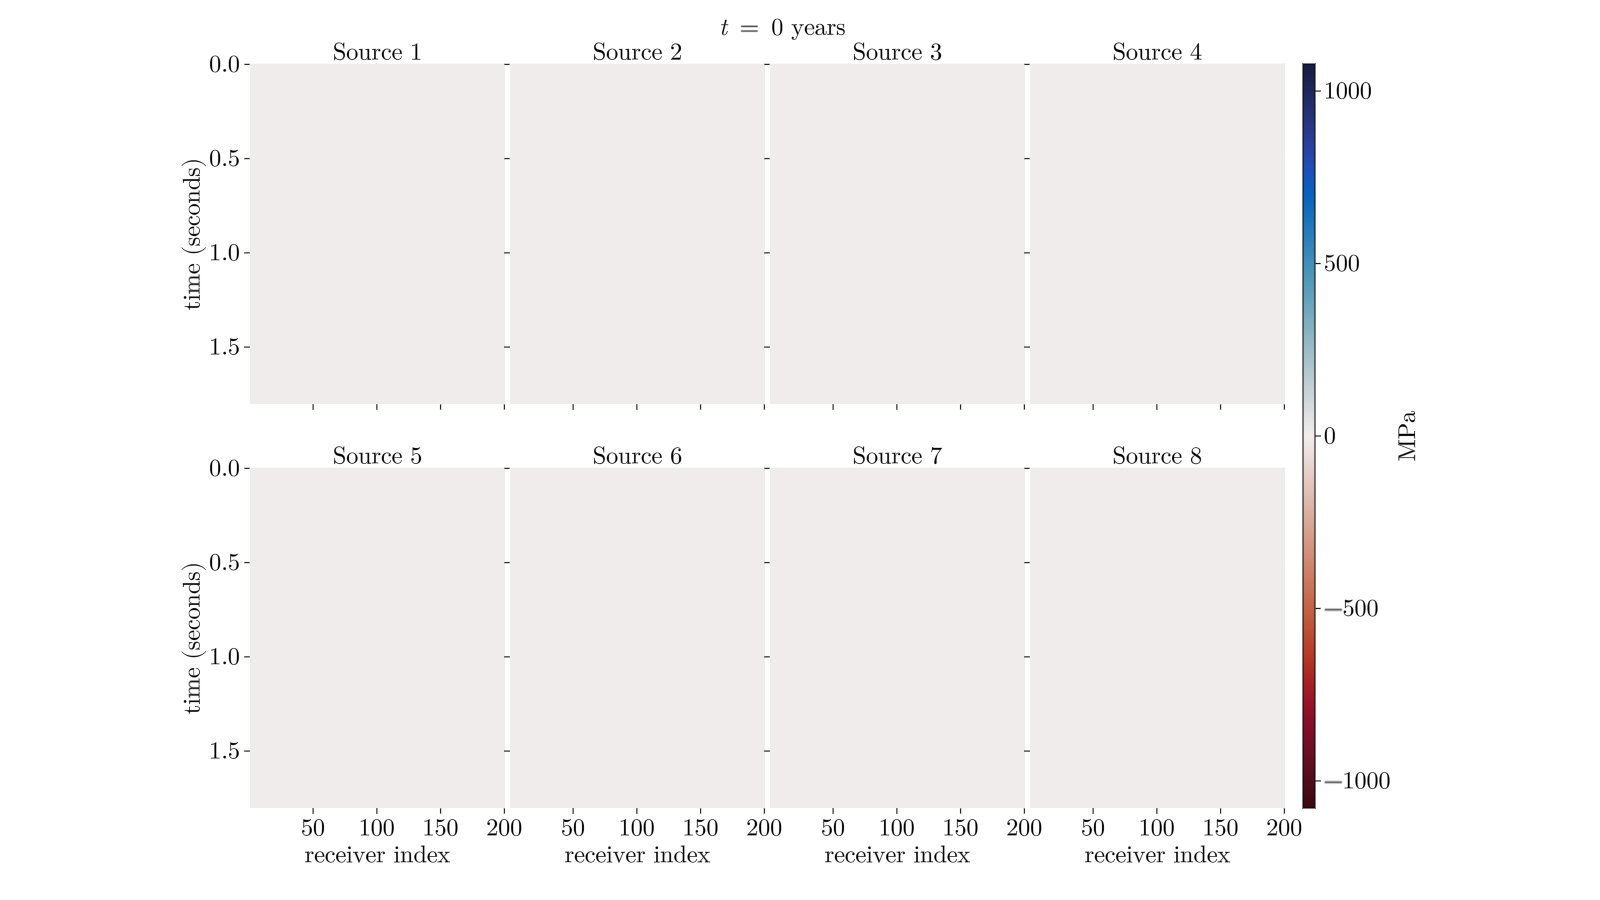 t = 0 years
Source 1 Source 2 Source 3 Source 4
0.0
0.5
1.0
1.5
time (seconds)
Source 5 Source 6 Source 7 Source 8
0.0
0.5
1.0
1.5
time (seconds)
50 100 150 200 50 100 150 200 50 100 150 200 50 100 150 200
receiver index receiver index receiver index receiver index
1000
500
0
−500
−1000
MPa